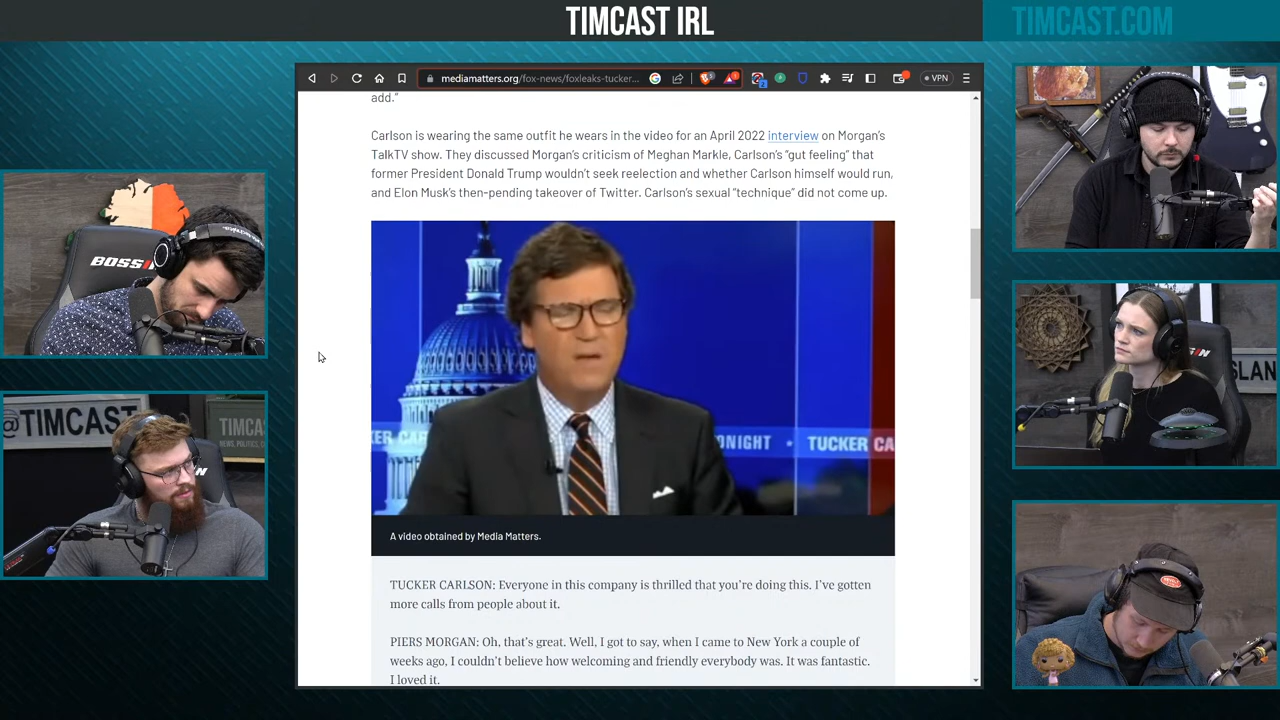 TIMCAST IRL
TIMCAST.COM
mediamatters.org/fox-news/foxleaks-tucker...
VPN
add."
Carlson is wearing the same outfit he wears in the video for an April 2022 interview on Morgan's
TalkTV show. They discussed Morgan's criticism of Meghan Markle, Carlson's "gut feeling" that
former President Donald Trump wouldn't seek reelection and whether Carlson himself would run,
and Elon Musk's then-pending takeover of Twitter. Carlson's sexual "technique" did not come up.
KER CAR
ONIGHT
TUCKER CA
A video obtained by Media Matters.
TUCKER CARLSON: Everyone in this company is thrilled that you're doing this. I've gotten
more calls from people about it.
PIERS MORGAN: Oh, that's great. Well, I got to say, when I came to New York a couple of
weeks ago, I couldn't believe how welcoming and friendly everybody was. It was fantastic.
I loved it.
BOSSIN
@TIMCAST
TIMCAS
SLAN